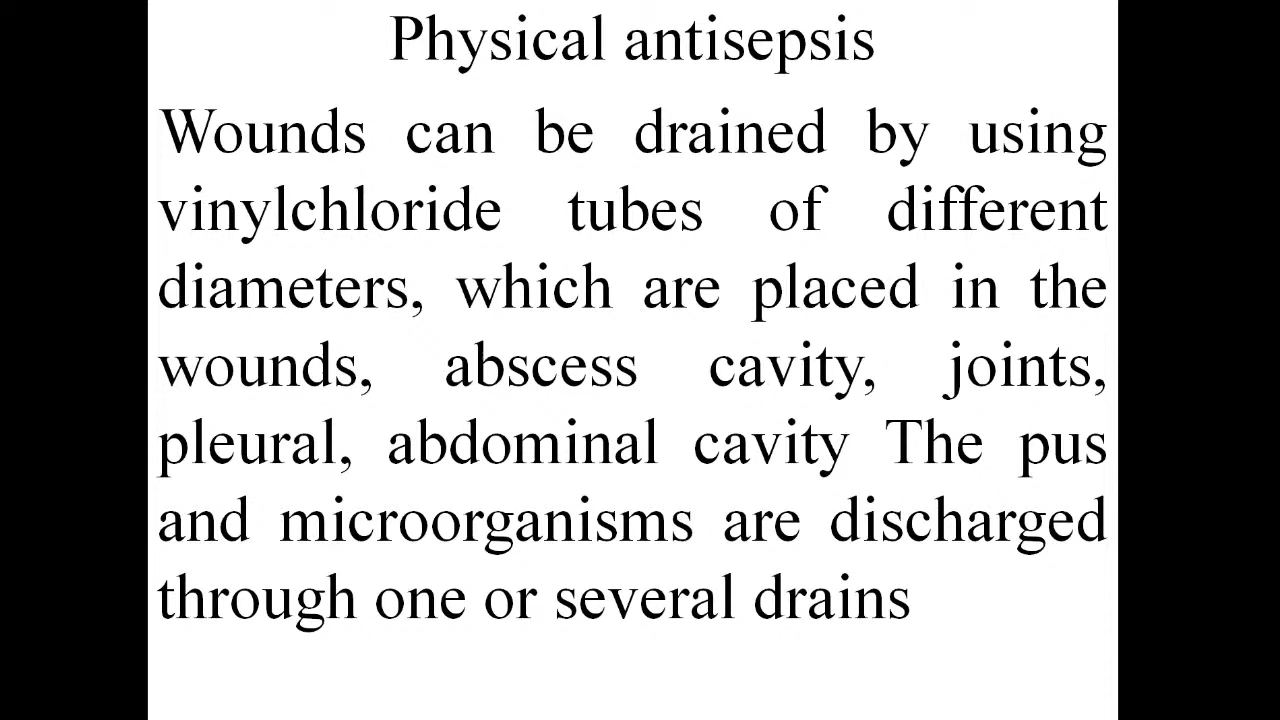 Physical antisepsis
Wounds can be drained by using
vinylchloride tubes of different
diameters, which are placed in the
wounds, abscess cavity, joints,
pleural, abdominal cavity The pus
and microorganisms are discharged
through one or several drains